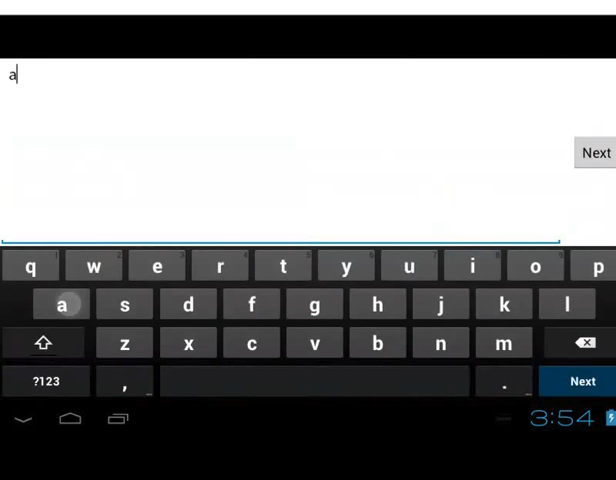 a
Next
q w e r t y u i o p
a s d f g h j k l
z x c v b n m
?123 , . Next
3:54